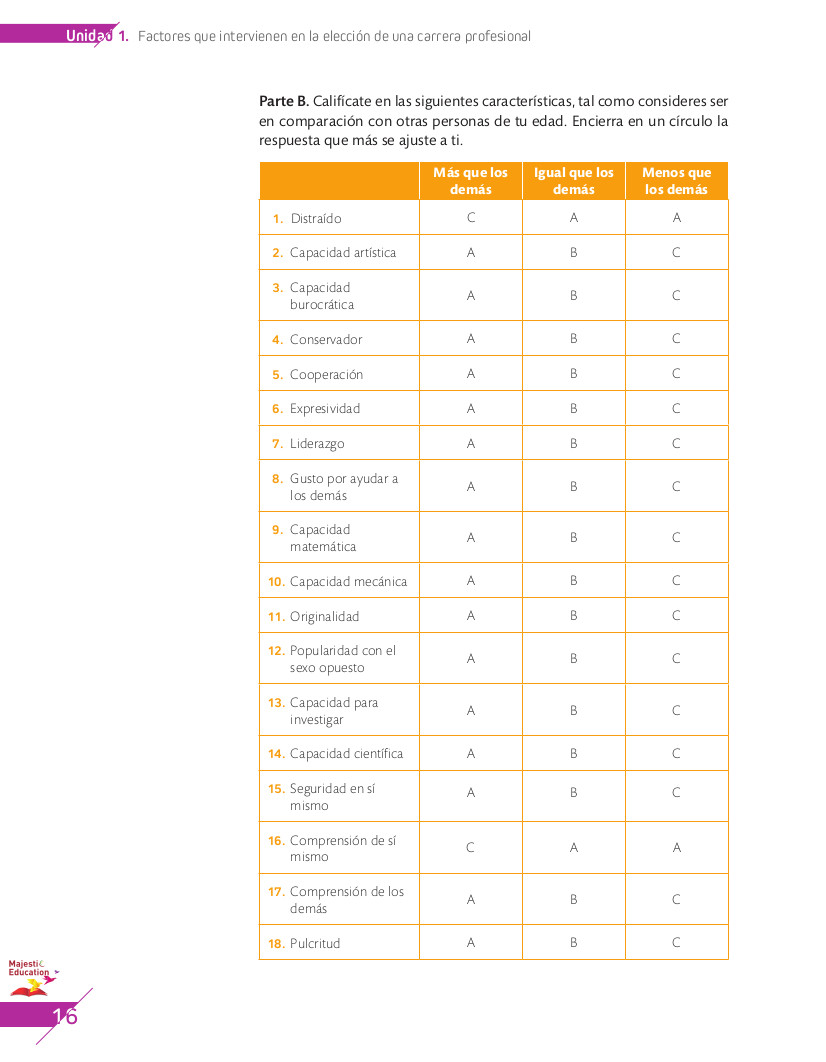 Unidad 1. Factores que intervienen en la elección de una carrera profesional
Parte B. Califícate en las siguientes características, tal como consideres ser
en comparación con otras personas de tu edad. Encierra en un círculo la
respuesta que más se ajuste a ti.
Más que los demás Igual que los demás Menos que los demás
1. Distraído C A A
2. Capacidad artística A B C
3. Capacidad burocrática A B C
4. Conservador A B C
5. Cooperación A B C
6. Expresividad A B C
7. Liderazgo A B C
8. Gusto por ayudar a los demás A B C
9. Capacidad matemática A B C
10. Capacidad mecánica A B C
11. Originalidad A B C
12. Popularidad con el sexo opuesto A B C
13. Capacidad para investigar A B C
14. Capacidad científica A B C
15. Seguridad en sí mismo A B C
16. Comprensión de sí mismo C A A
17. Comprensión de los demás A B C
18. Pulcritud A B C
Majestic
Education
16